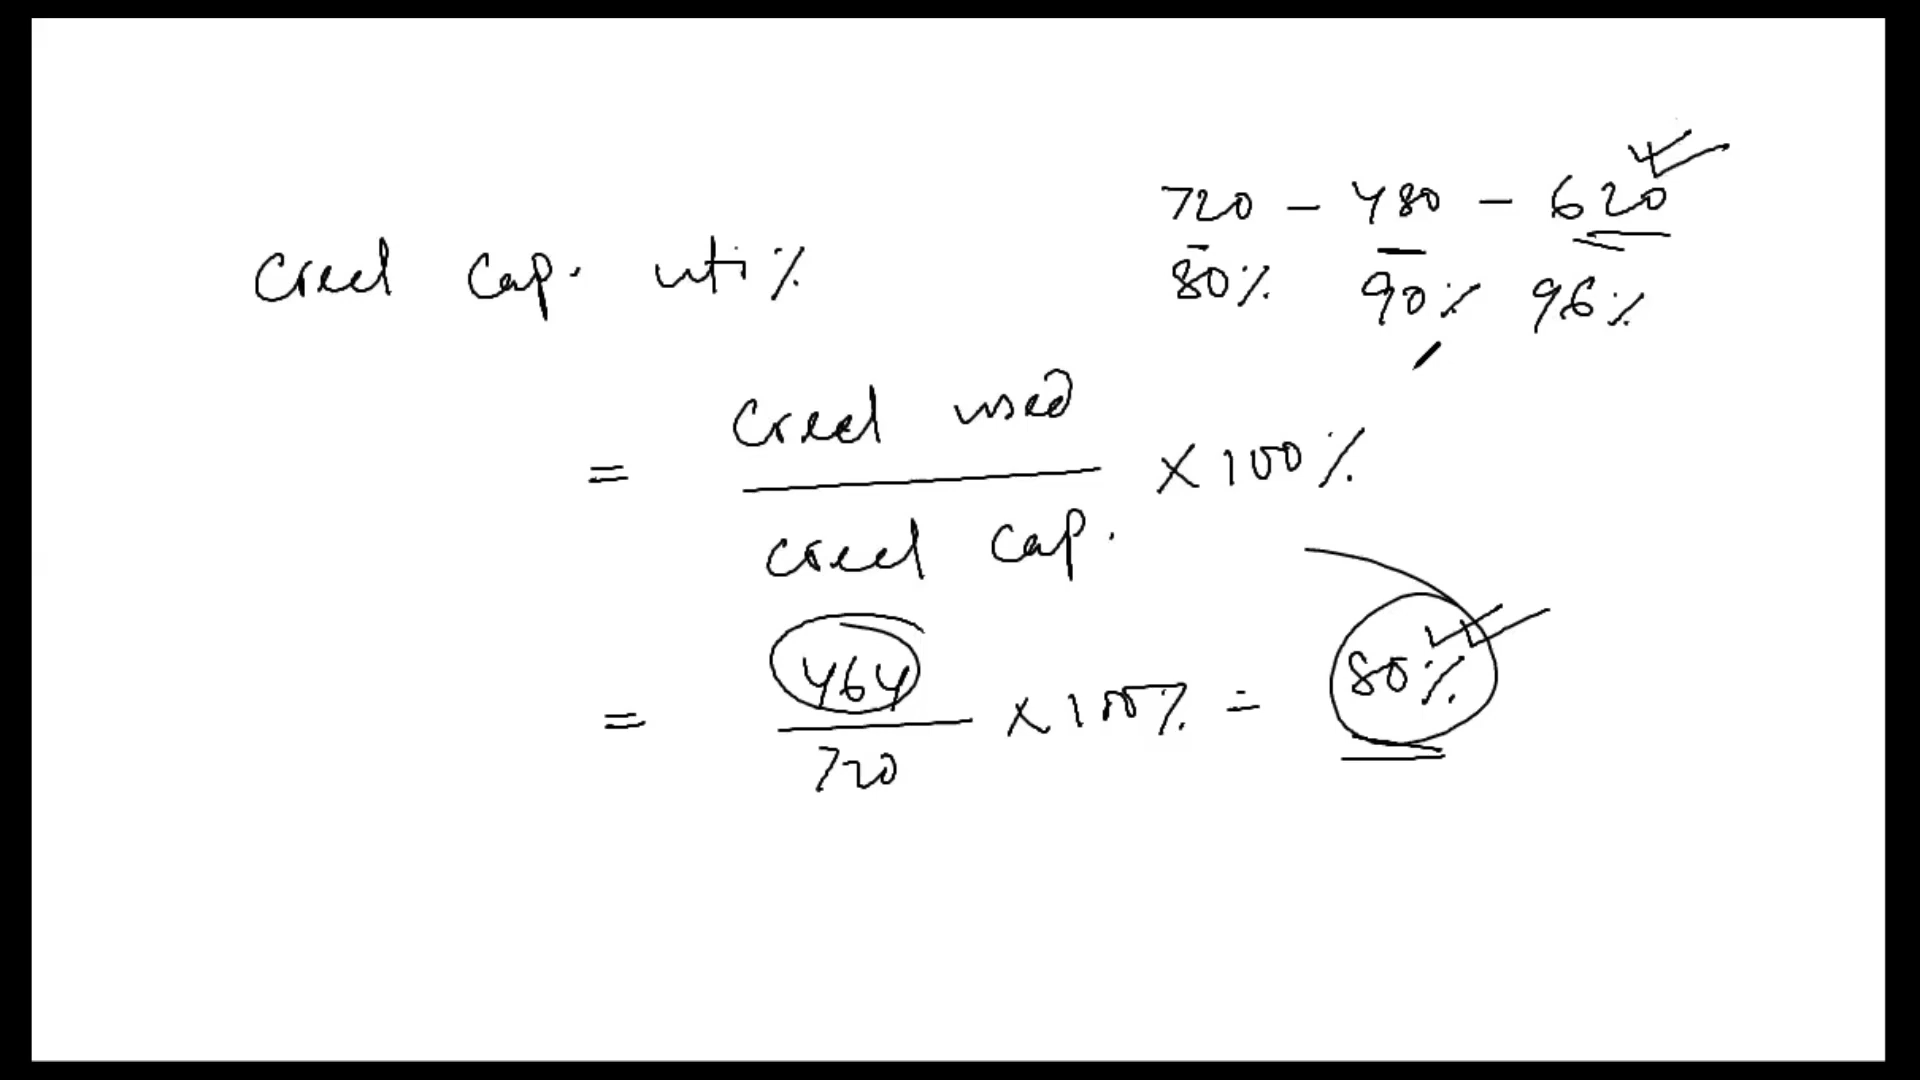 720 - 480 - 620
80% 90% 96%
Creel Cap. uti%
= Creel used / Creel Cap. × 100%
= 464 / 720 × 100% = 80%